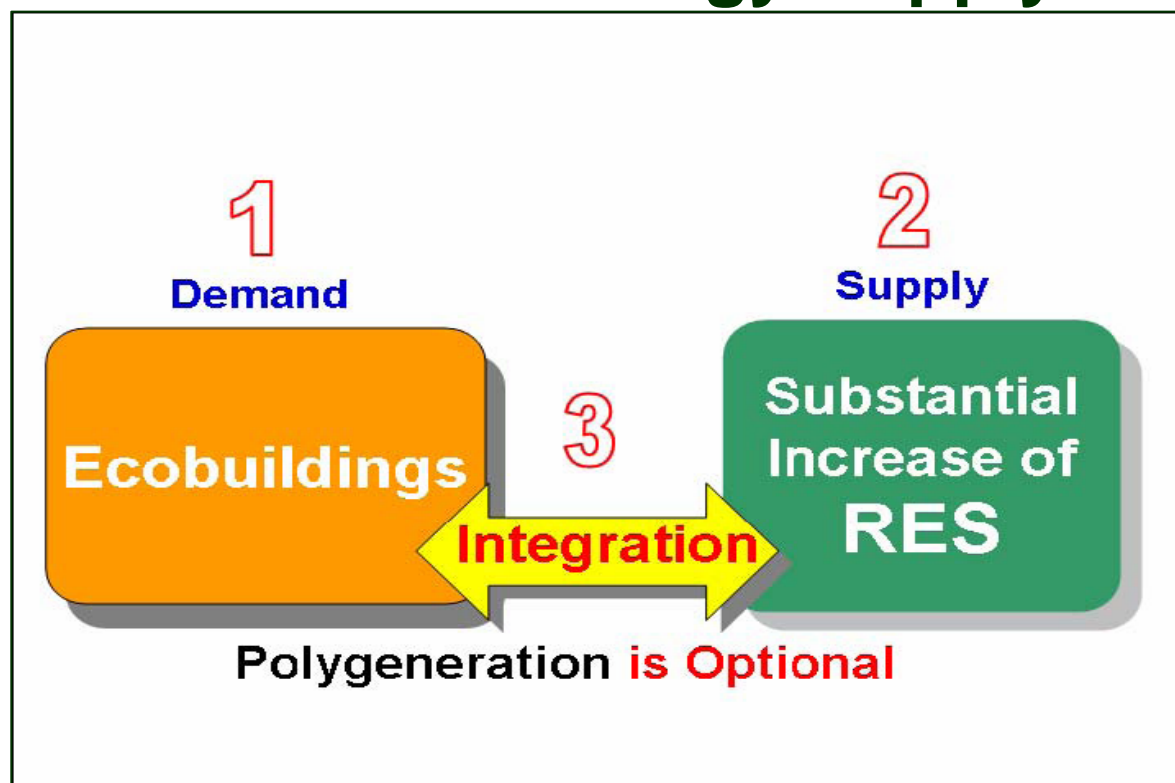 1
Demand
Ecobuildings
2
Supply
Substantial
Increase of
RES
3
Integration
Polygeneration is Optional